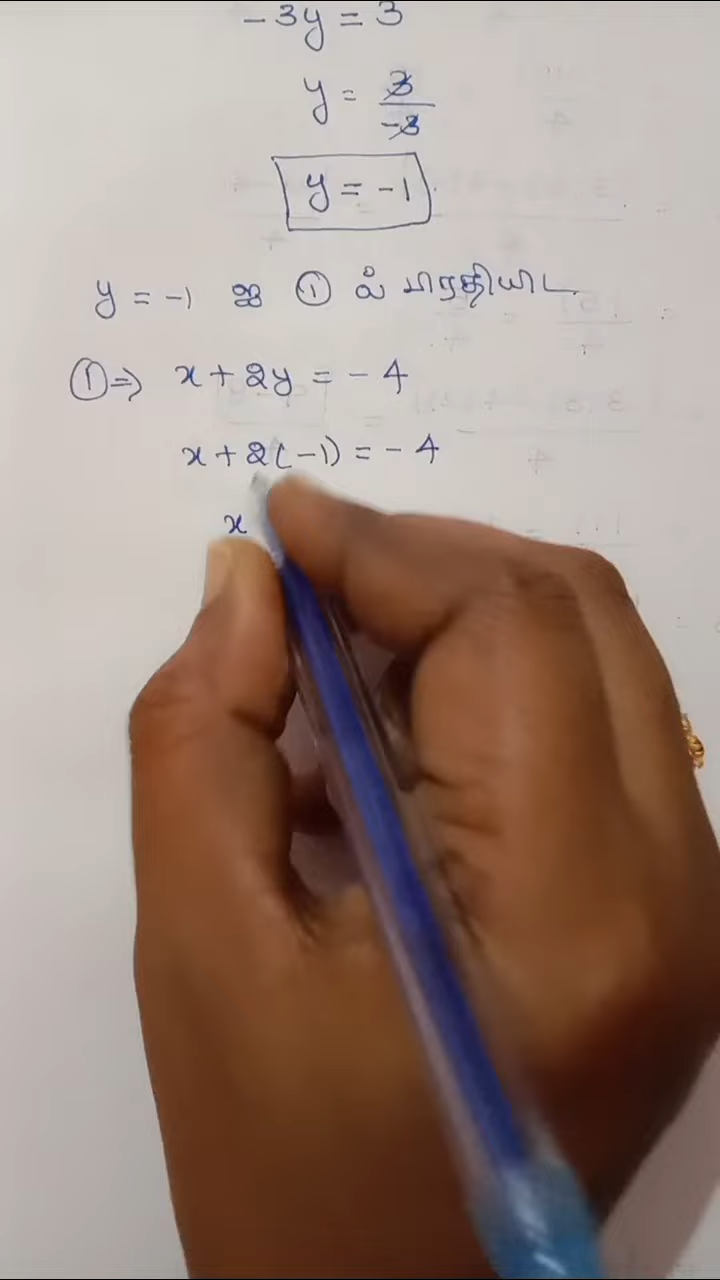 -3y = 3
y = 3/-3
y = -1
y = -1 ஐ ① ல் பிரதியிட
① ⇒ x + 2y = -4
x + 2(-1) = -4
x